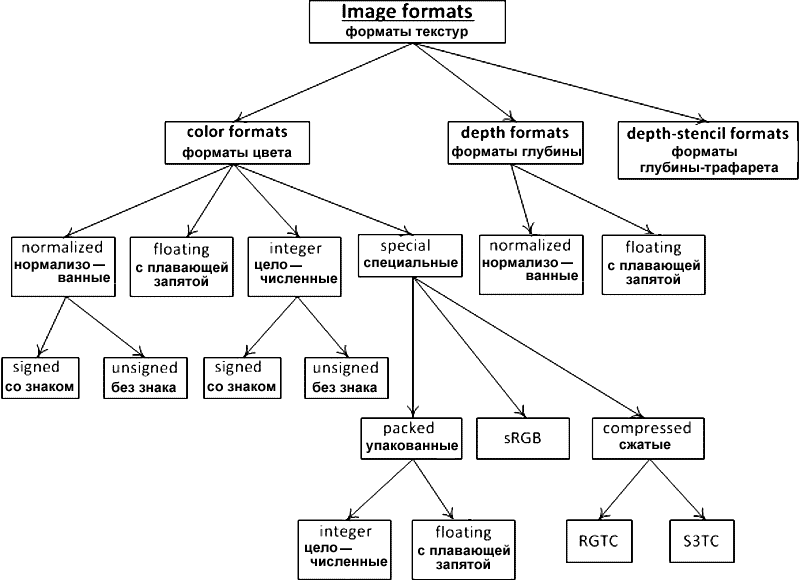 Image formats
форматы текстур
color formats
форматы цвета
depth formats
форматы глубины
depth-stencil formats
форматы
глубины-трафарета
normalized
нормализо—
ванные
floating
с плавающей
запятой
integer
цело—
численные
special
специальные
normalized
нормализо—
ванные
floating
с плавающей
запятой
signed
со знаком
unsigned
без знака
signed
со знаком
unsigned
без знака
packed
упакованные
sRGB
compressed
сжатые
integer
цело—
численные
floating
с плавающей
запятой
RGTC
S3TC